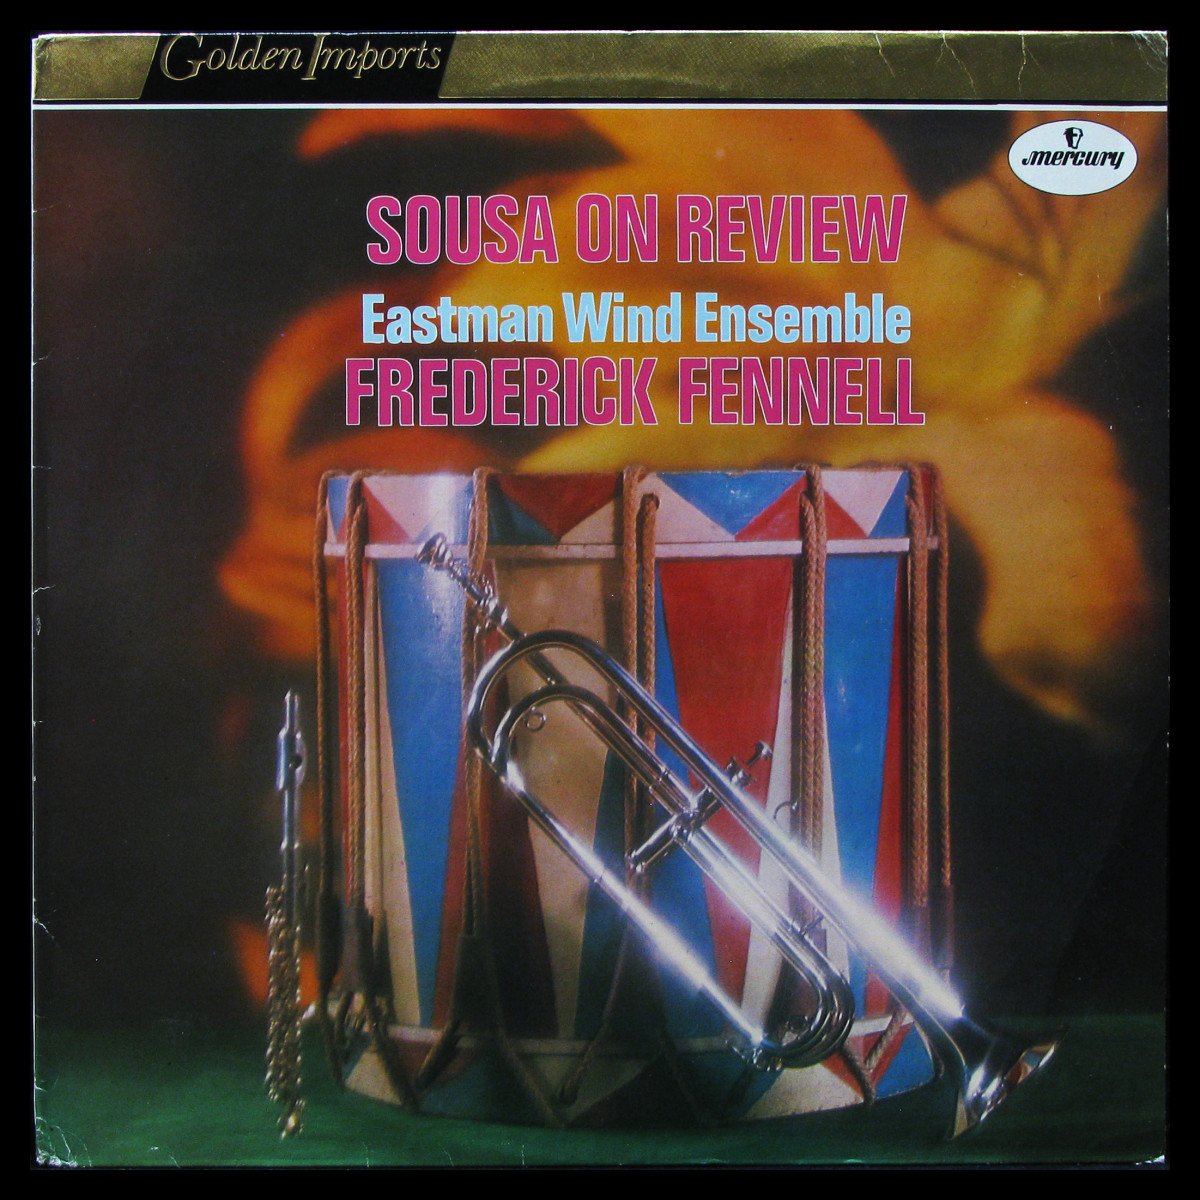 Golden Imports
mercury
SOUSA ON REVIEW
Eastman Wind Ensemble
FREDERICK FENNELL